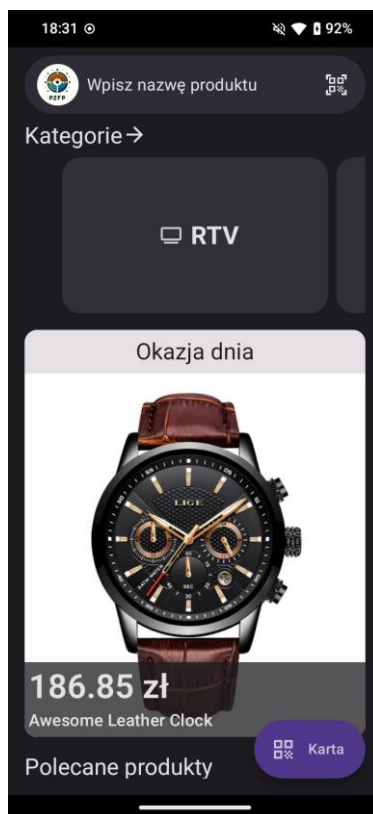 18:31
92%
PZFP
Wpisz nazwę produktu
Kategorie
RTV
Okazja dnia
LIGE
186.85 zł
Awesome Leather Clock
Karta
Polecane produkty